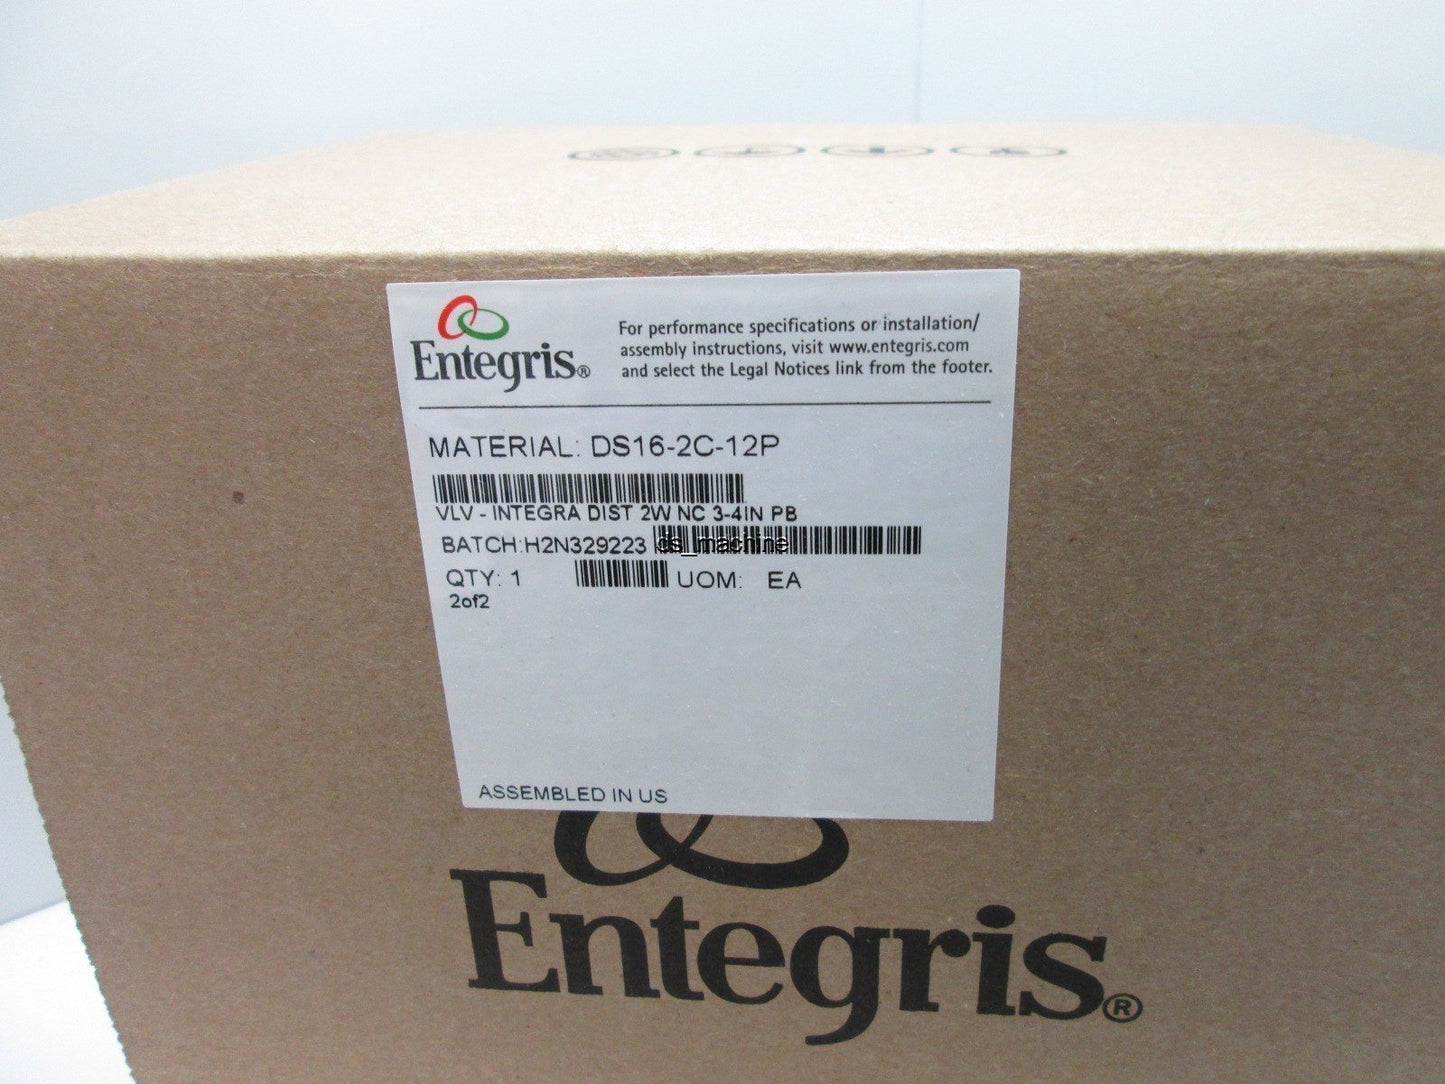 Entegris®
For performance specifications or installation/
assembly instructions, visit www.entegris.com
and select the Legal Notices link from the footer.
MATERIAL: DS16-2C-12P
VLV - INTEGRA DIST 2W NC 3-4IN PB
BATCH:H2N329223
ds_machine
QTY: 1 UOM: EA
2of2
ASSEMBLED IN US
Entegris®